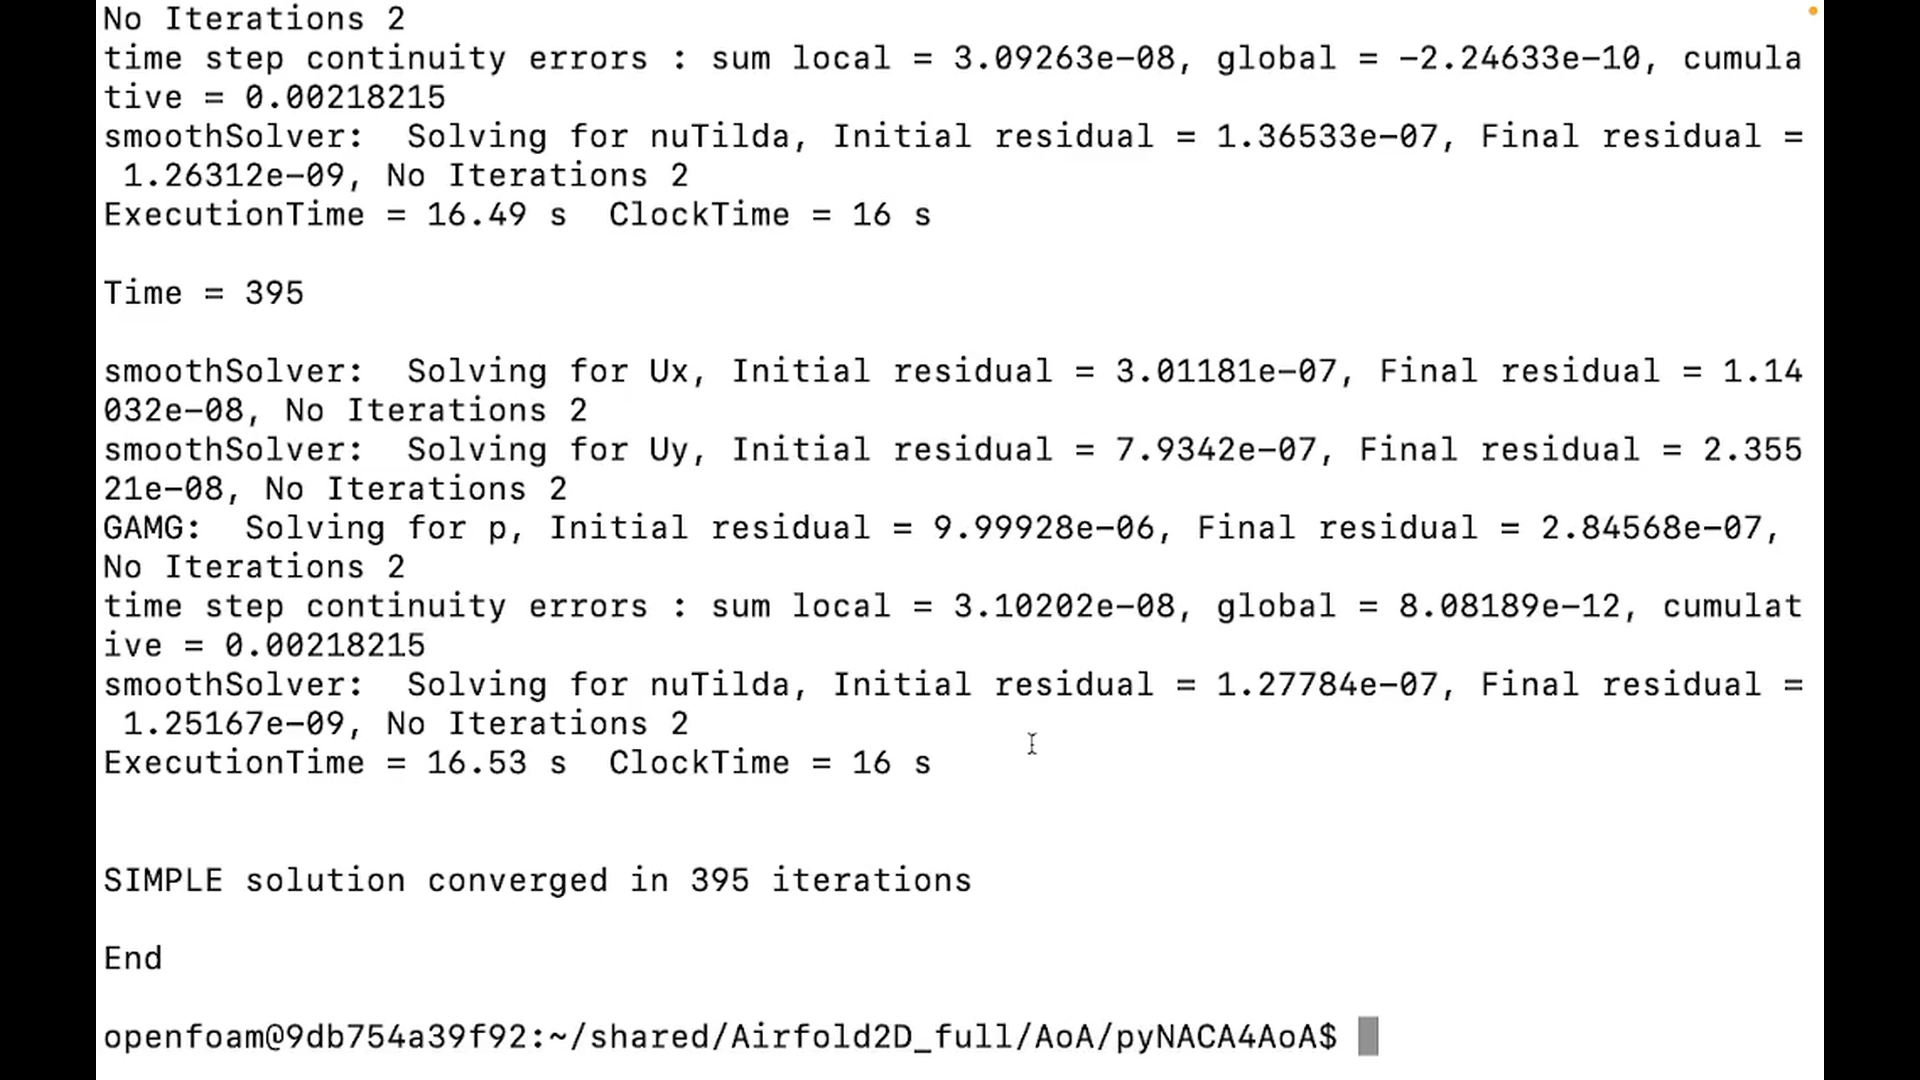 No Iterations 2
time step continuity errors : sum local = 3.09263e-08, global = -2.24633e-10, cumula
tive = 0.00218215
smoothSolver:  Solving for nuTilda, Initial residual = 1.36533e-07, Final residual =
 1.26312e-09, No Iterations 2
ExecutionTime = 16.49 s  ClockTime = 16 s
Time = 395
smoothSolver:  Solving for Ux, Initial residual = 3.01181e-07, Final residual = 1.14
032e-08, No Iterations 2
smoothSolver:  Solving for Uy, Initial residual = 7.9342e-07, Final residual = 2.355
21e-08, No Iterations 2
GAMG:  Solving for p, Initial residual = 9.99928e-06, Final residual = 2.84568e-07,
No Iterations 2
time step continuity errors : sum local = 3.10202e-08, global = 8.08189e-12, cumulat
ive = 0.00218215
smoothSolver:  Solving for nuTilda, Initial residual = 1.27784e-07, Final residual =
 1.25167e-09, No Iterations 2
ExecutionTime = 16.53 s  ClockTime = 16 s
SIMPLE solution converged in 395 iterations
End
openfoam@9db754a39f92:~/shared/Airfold2D_full/AoA/pyNACA4AoA$